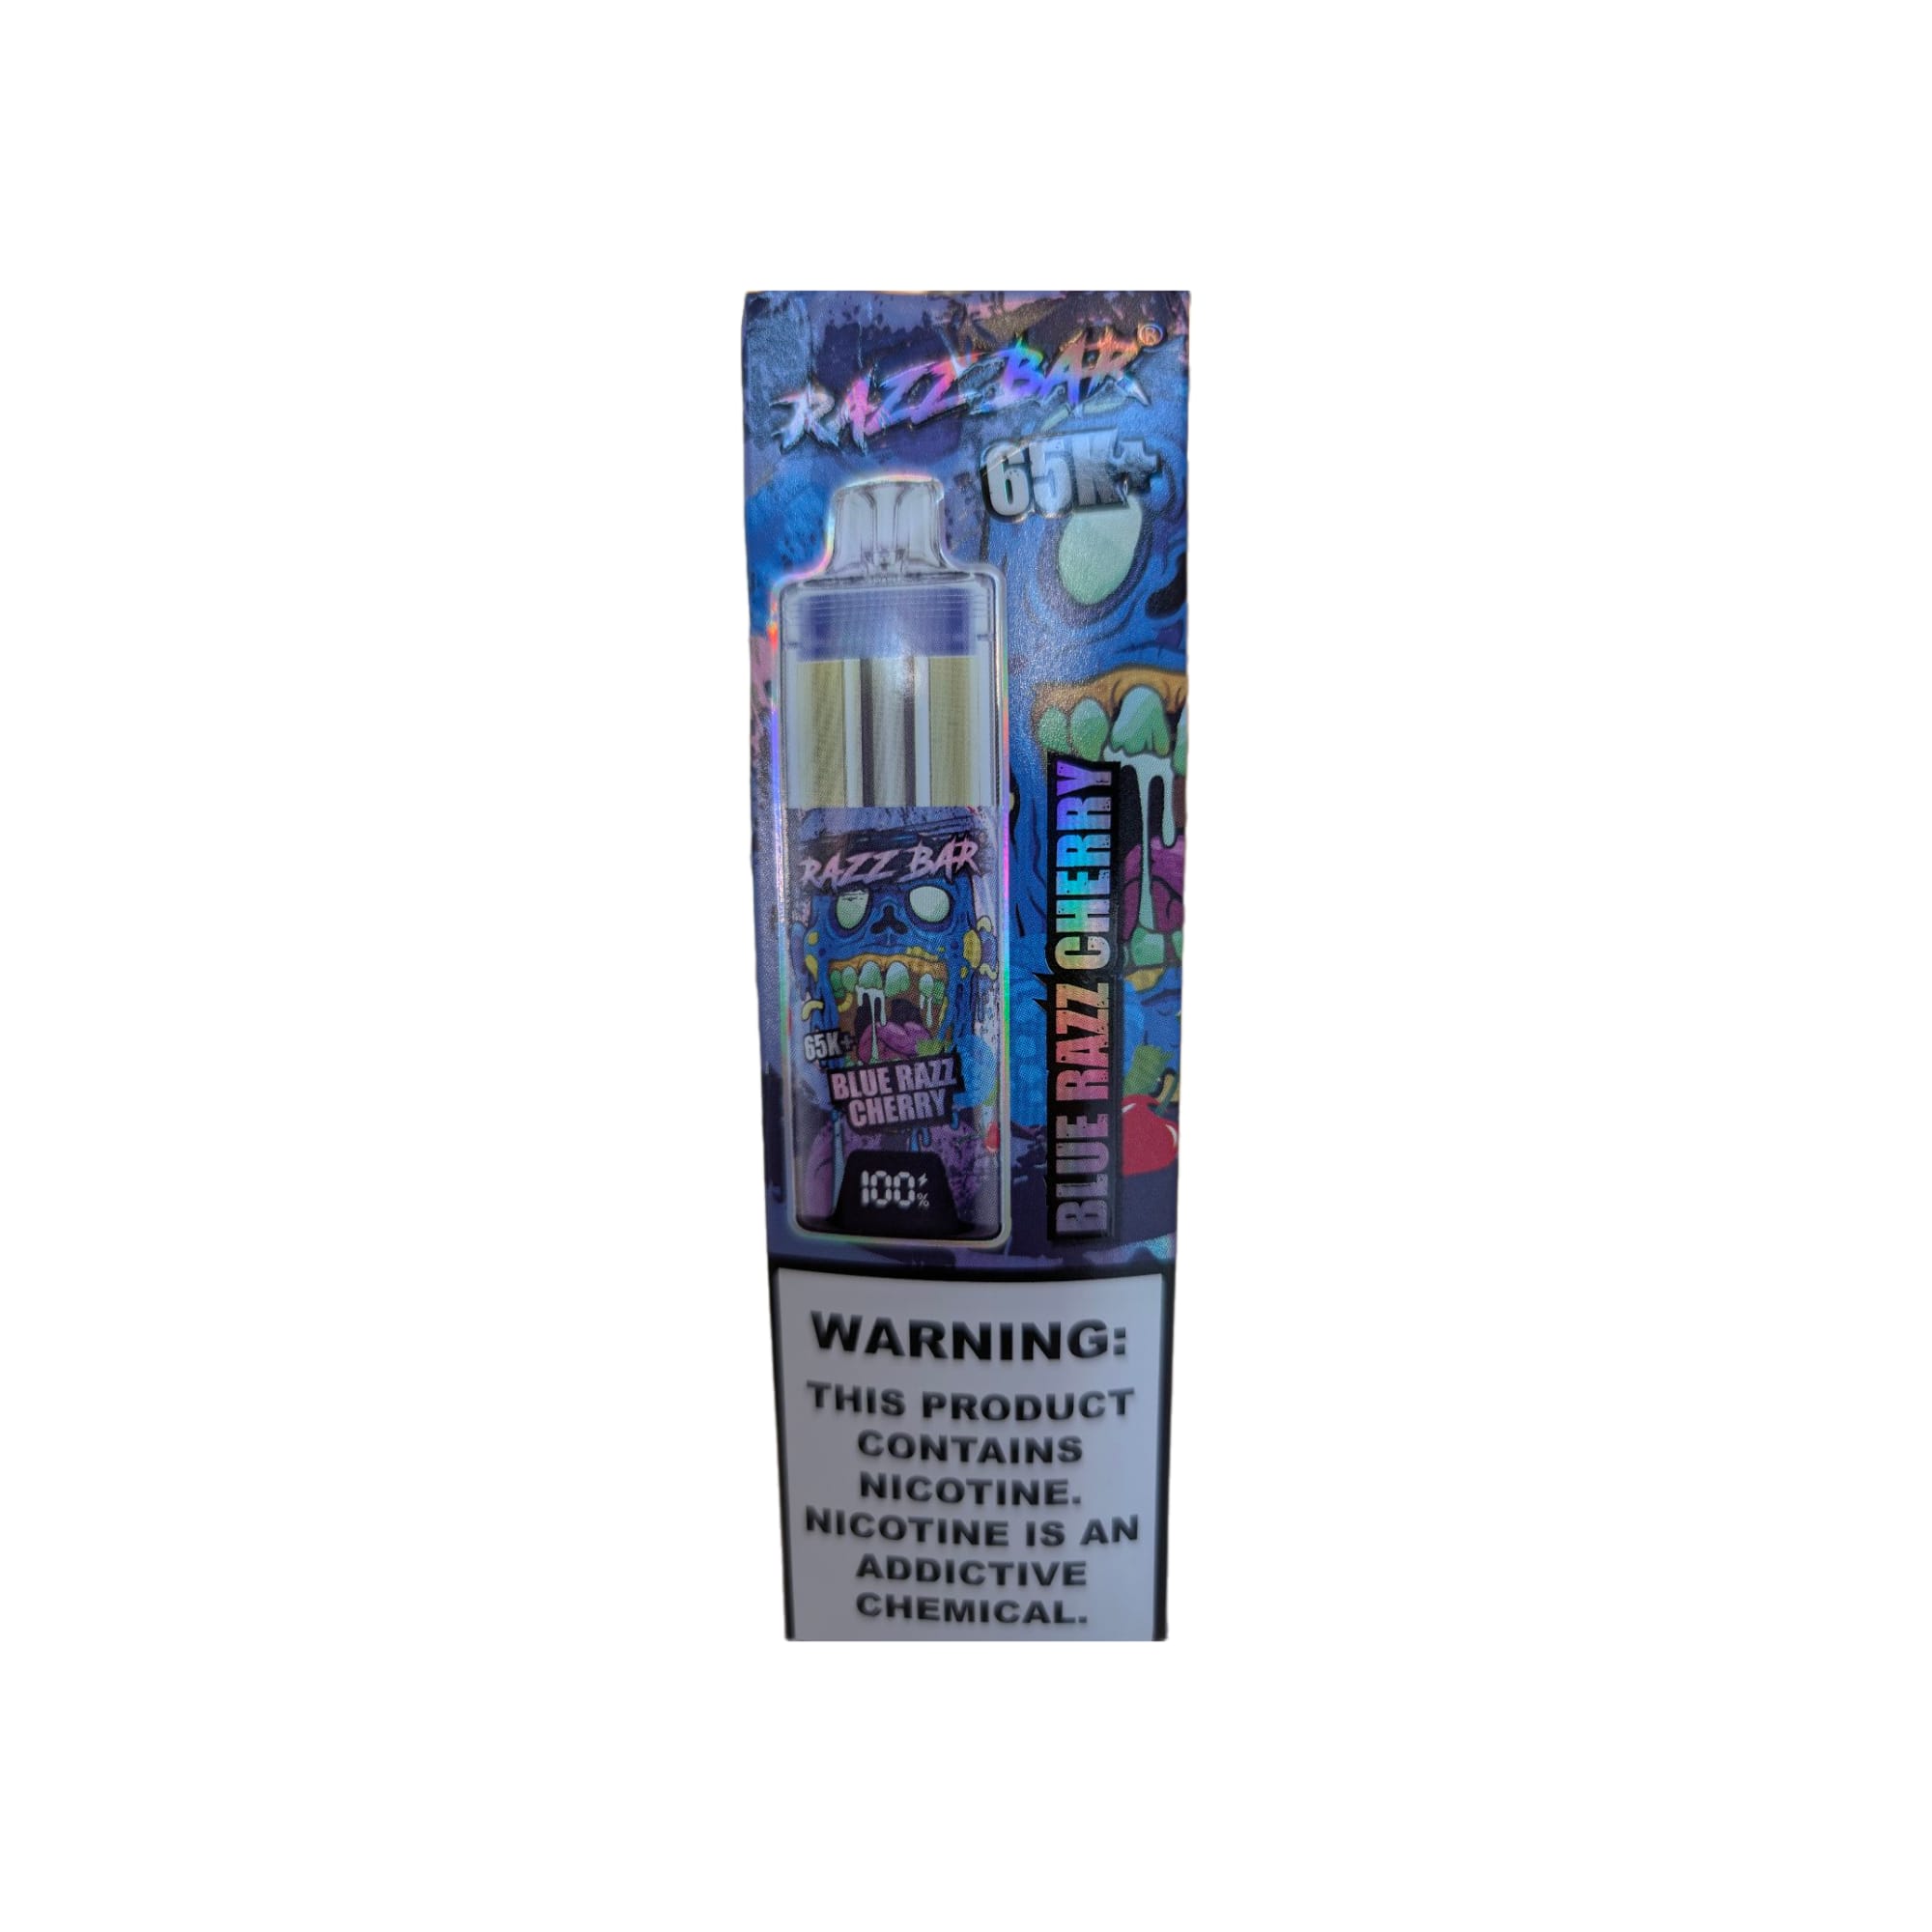 RAZZ BAR®
65K+
RAZZ BAR
65K+
BLUE RAZZ
CHERRY
100%
BLUE RAZZ CHERRY
WARNING:
THIS PRODUCT
CONTAINS
NICOTINE.
NICOTINE IS AN
ADDICTIVE
CHEMICAL.